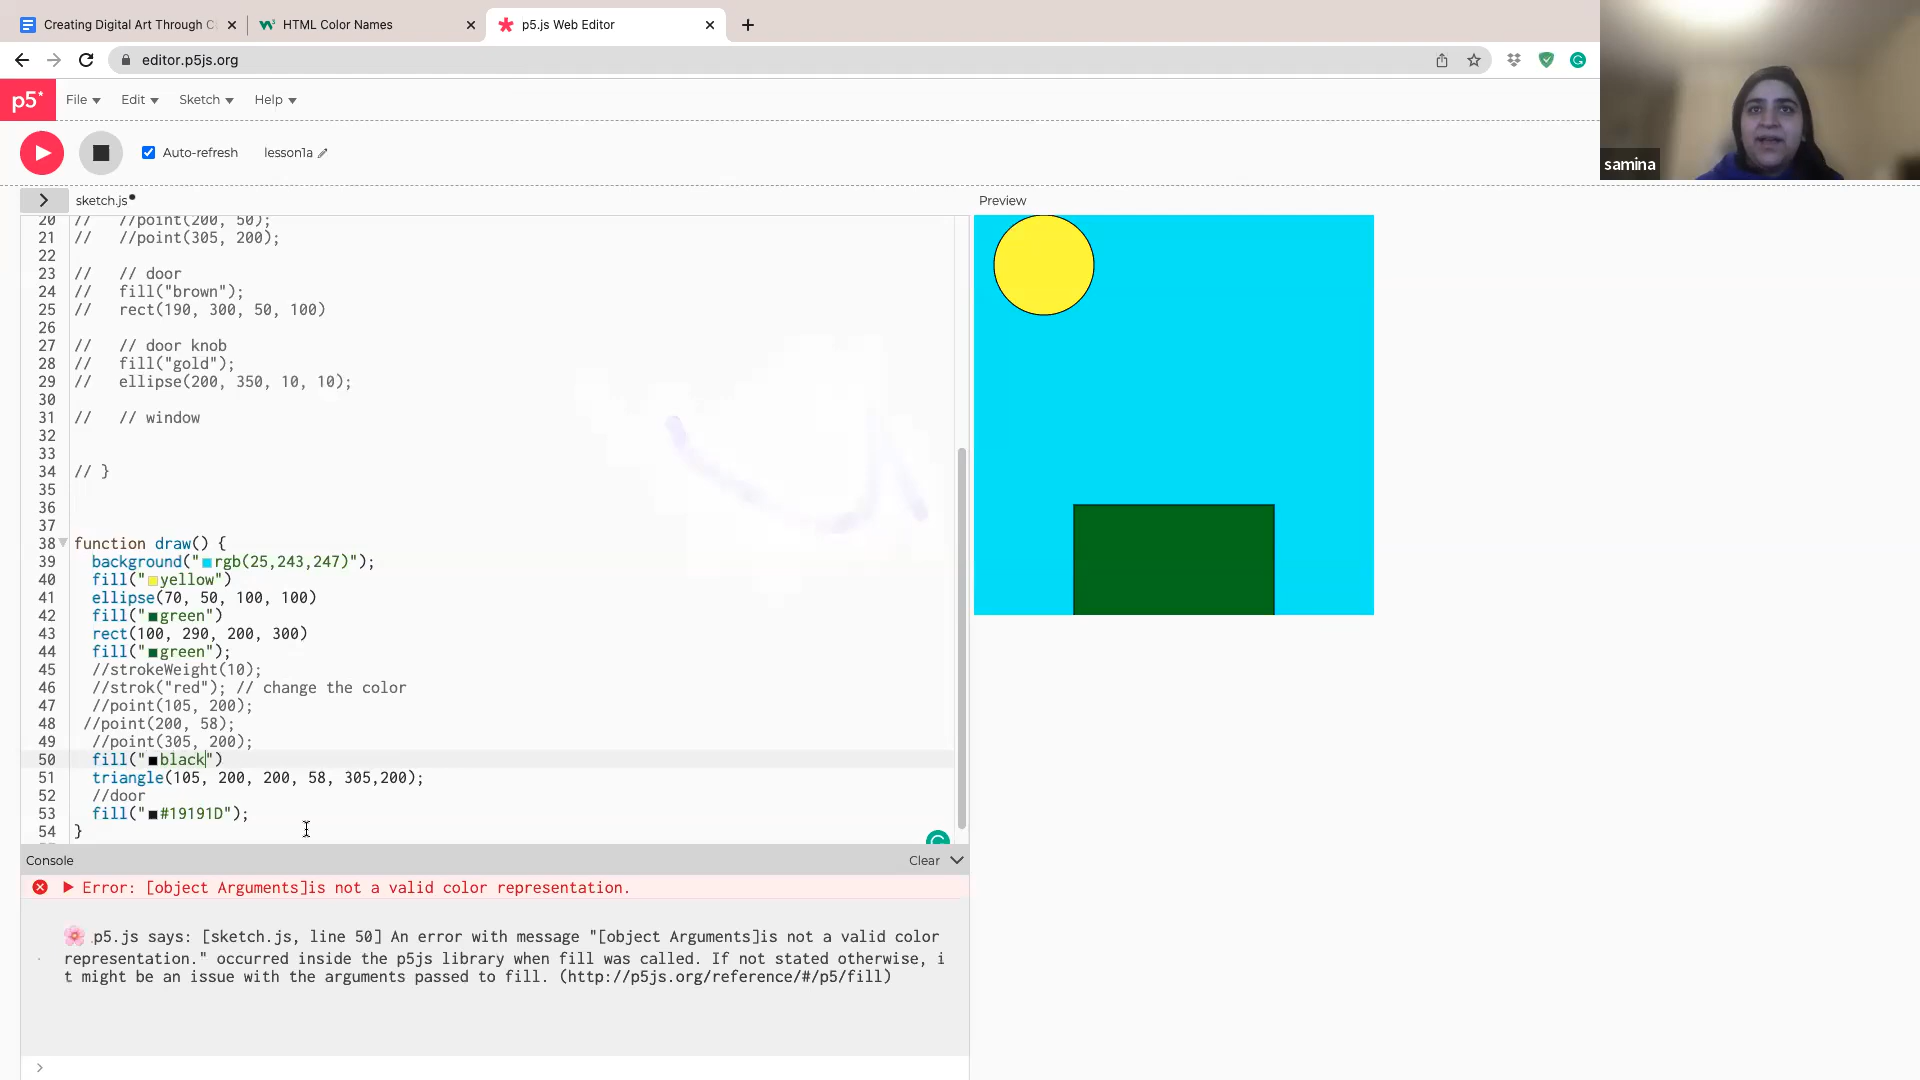 Creating Digital Art Through C
HTML Color Names
p5.js Web Editor
editor.p5js.org
p5* File Edit Sketch Help
Auto-refresh lesson1a
samina
sketch.js
Preview
20 //   //point(200, 50);
21 //   //point(305, 200);
22
23 //   // door
24 //   fill("brown");
25 //   rect(190, 300, 50, 100)
26
27 //   // door knob
28 //   fill("gold");
29 //   ellipse(200, 350, 10, 10);
30
31 //   // window
32
33
34 // }
35
36
37
38 function draw() {
39   background("rgb(25,243,247)");
40   fill("yellow")
41   ellipse(70, 50, 100, 100)
42   fill("green")
43   rect(100, 290, 200, 300)
44   fill("green");
45   //strokeWeight(10);
46   //strok("red"); // change the color
47   //point(105, 200);
48  //point(200, 58);
49   //point(305, 200);
50   fill("black")
51   triangle(105, 200, 200, 58, 305,200);
52   //door
53   fill("#19191D");
54 }
Console
Clear
Error: [object Arguments]is not a valid color representation.
p5.js says: [sketch.js, line 50] An error with message "[object Arguments]is not a valid color
representation." occurred inside the p5js library when fill was called. If not stated otherwise, i
t might be an issue with the arguments passed to fill. (http://p5js.org/reference/#/p5/fill)